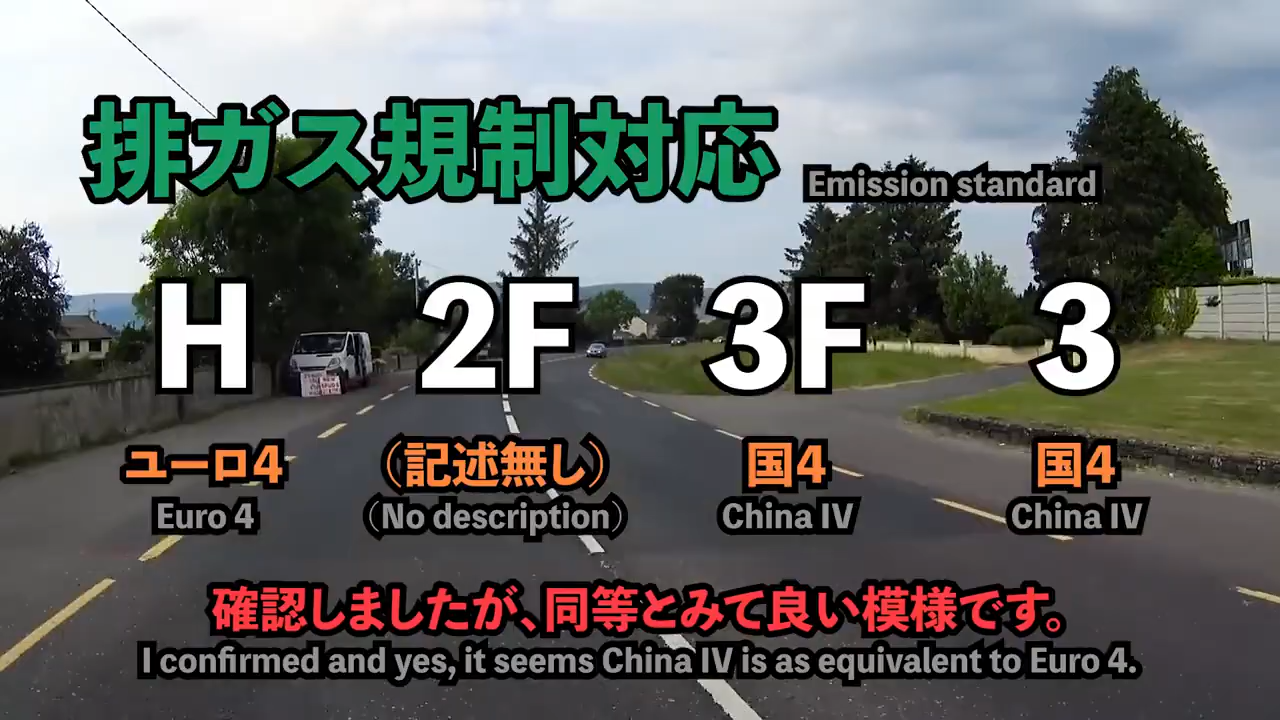 排ガス規制対応 Emission standard
H 2F 3F 3
ユーロ4 （記述無し） 国4 国4
Euro 4 （No description） China IV China IV
確認しましたが、同等とみて良い模様です。
I confirmed and yes, it seems China IV is as equivalent to Euro 4.